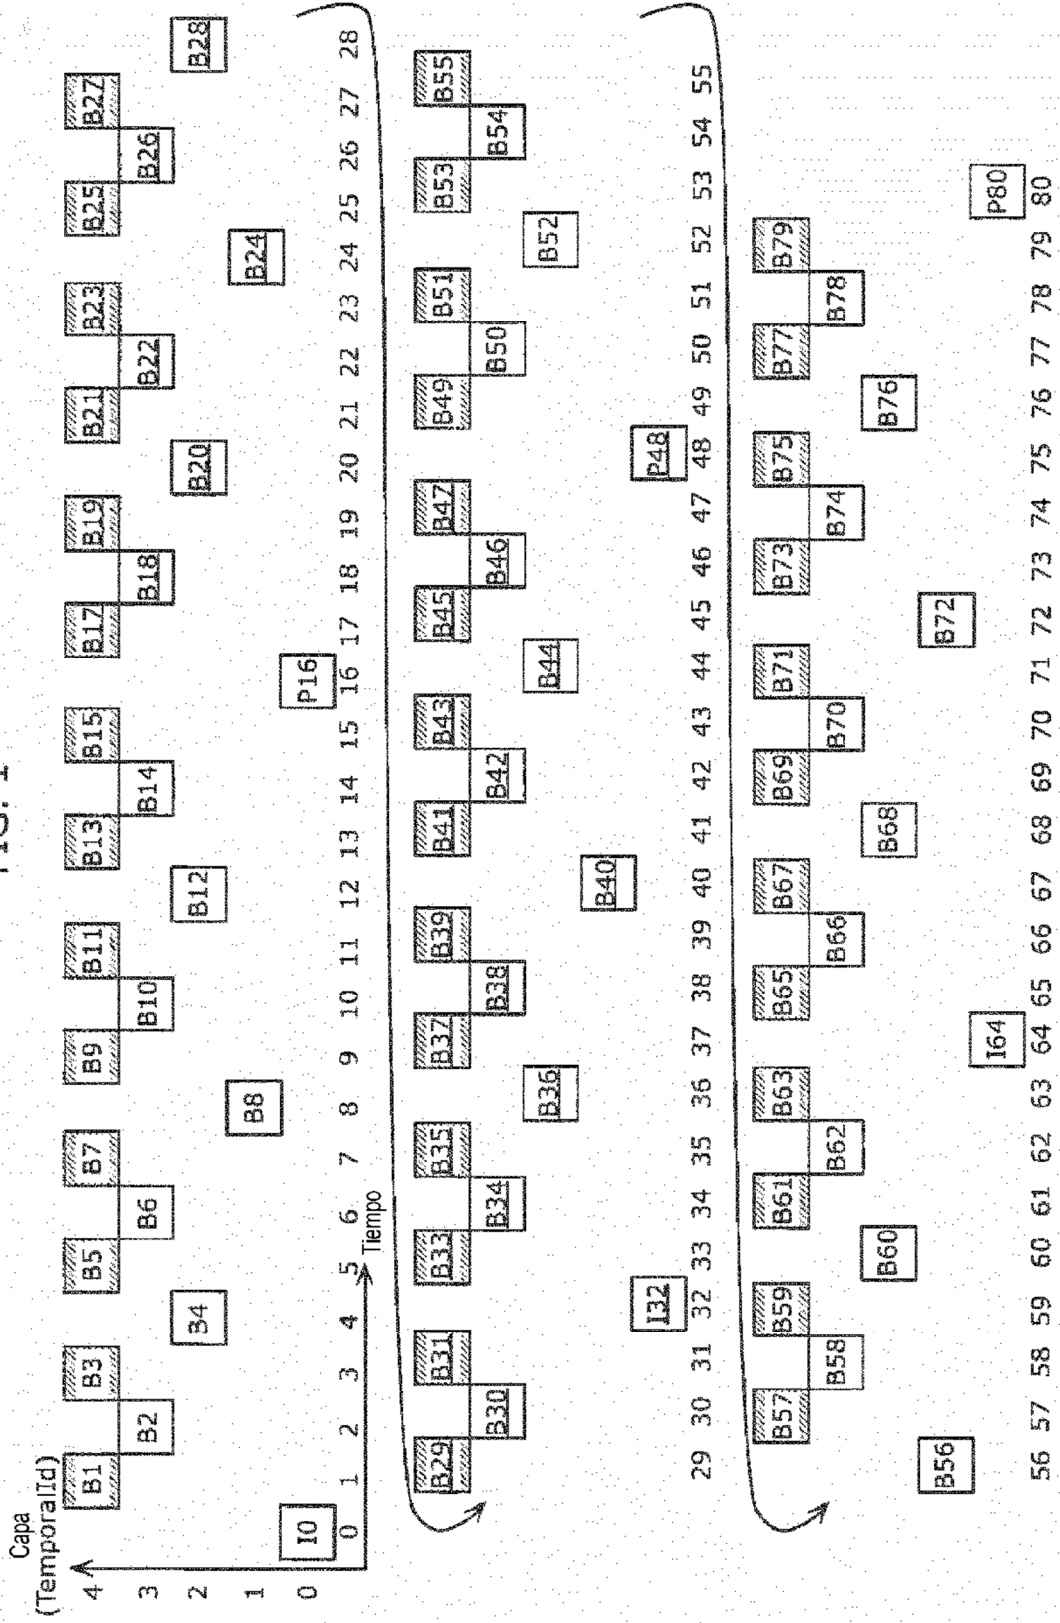 FIG. 1
Capa
(TemporalId)
4 B1 B3 B5 B7 B9 B11 B13 B15 B17 B19 B21 B23 B25 B27
3 B2 B6 B10 B14 B18 B22 B26
2 B4 B12 B20 B28
1 B8 B24
0 I0 P16
0 1 2 3 4 5 6 7 8 9 10 11 12 13 14 15 16 17 18 19 20 21 22 23 24 25 26 27 28
Tiempo
B29 B31 B33 B35 B37 B39 B41 B43 B45 B47 B49 B51 B53 B55
B30 B34 B38 B42 B46 B50 B54
B36 B44 B52
B40
I32 P48
29 30 31 32 33 34 35 36 37 38 39 40 41 42 43 44 45 46 47 48 49 50 51 52 53 54 55
B57 B59 B61 B63 B65 B67 B69 B71 B73 B75 B77 B79
B58 B62 B66 B70 B74 B78
B60 B68 B76
B56 B72
I64 P80
56 57 58 59 60 61 62 63 64 65 66 67 68 69 70 71 72 73 74 75 76 77 78 79 80